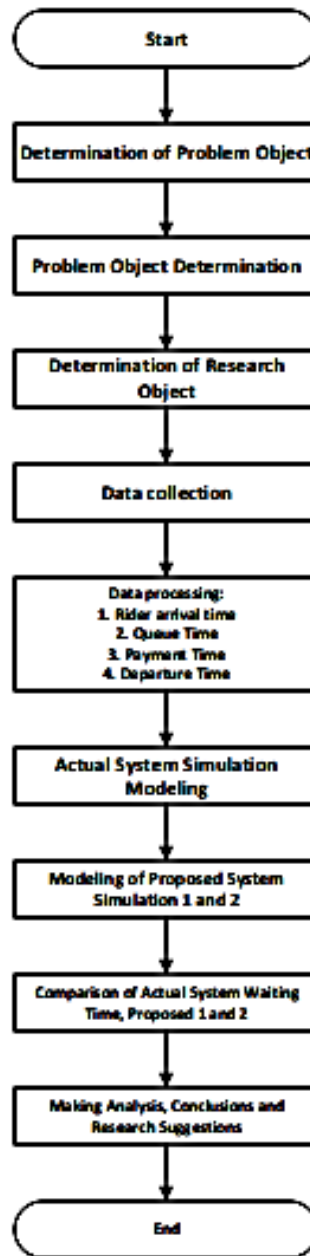 Start
Determination of Problem Object
Problem Object Determination
Determination of Research
Object
Data collection
Data processing:
1. Rider arrival time
2. Queue Time
3. Payment Time
4. Departure Time
Actual System Simulation
Modeling
Modeling of Proposed System
Simulation 1 and 2
Comparison of Actual System Waiting
Time, Proposed 1 and 2
Making Analysis, Conclusions and
Research Suggestions
End